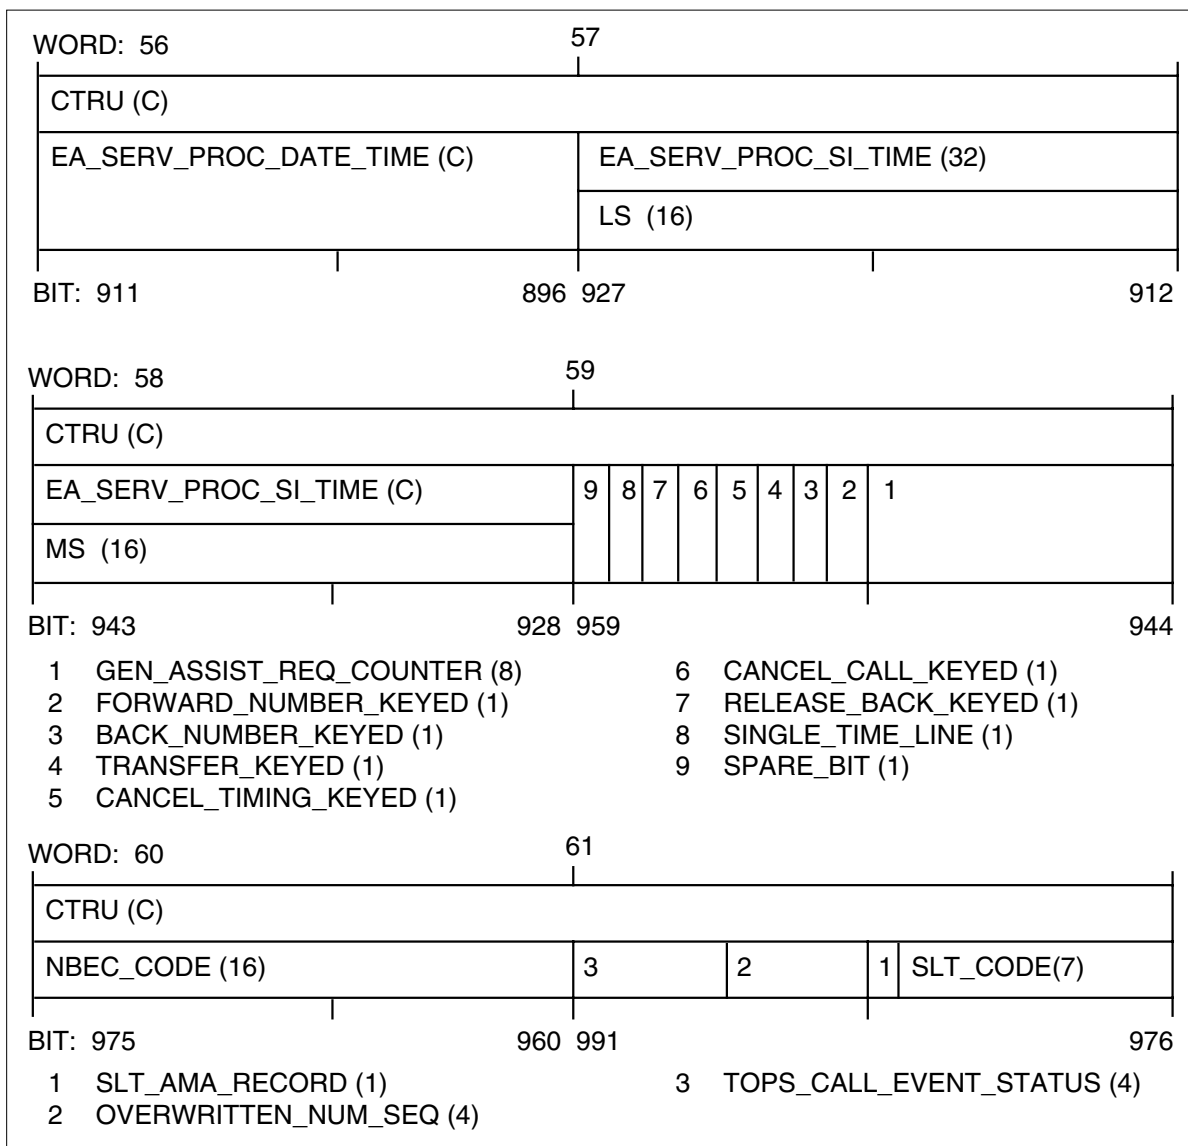 WORD: 56 57
CTRU (C)
EA_SERV_PROC_DATE_TIME (C) EA_SERV_PROC_SI_TIME (32)
LS (16)
BIT: 911 896 927 912
WORD: 58 59
CTRU (C)
EA_SERV_PROC_SI_TIME (C) 9 8 7 6 5 4 3 2 1
MS (16)
BIT: 943 928 959 944
1 GEN_ASSIST_REQ_COUNTER (8) 6 CANCEL_CALL_KEYED (1)
2 FORWARD_NUMBER_KEYED (1) 7 RELEASE_BACK_KEYED (1)
3 BACK_NUMBER_KEYED (1) 8 SINGLE_TIME_LINE (1)
4 TRANSFER_KEYED (1) 9 SPARE_BIT (1)
5 CANCEL_TIMING_KEYED (1)
WORD: 60 61
CTRU (C)
NBEC_CODE (16) 3 2 1 SLT_CODE(7)
BIT: 975 960 991 976
1 SLT_AMA_RECORD (1) 3 TOPS_CALL_EVENT_STATUS (4)
2 OVERWRITTEN_NUM_SEQ (4)